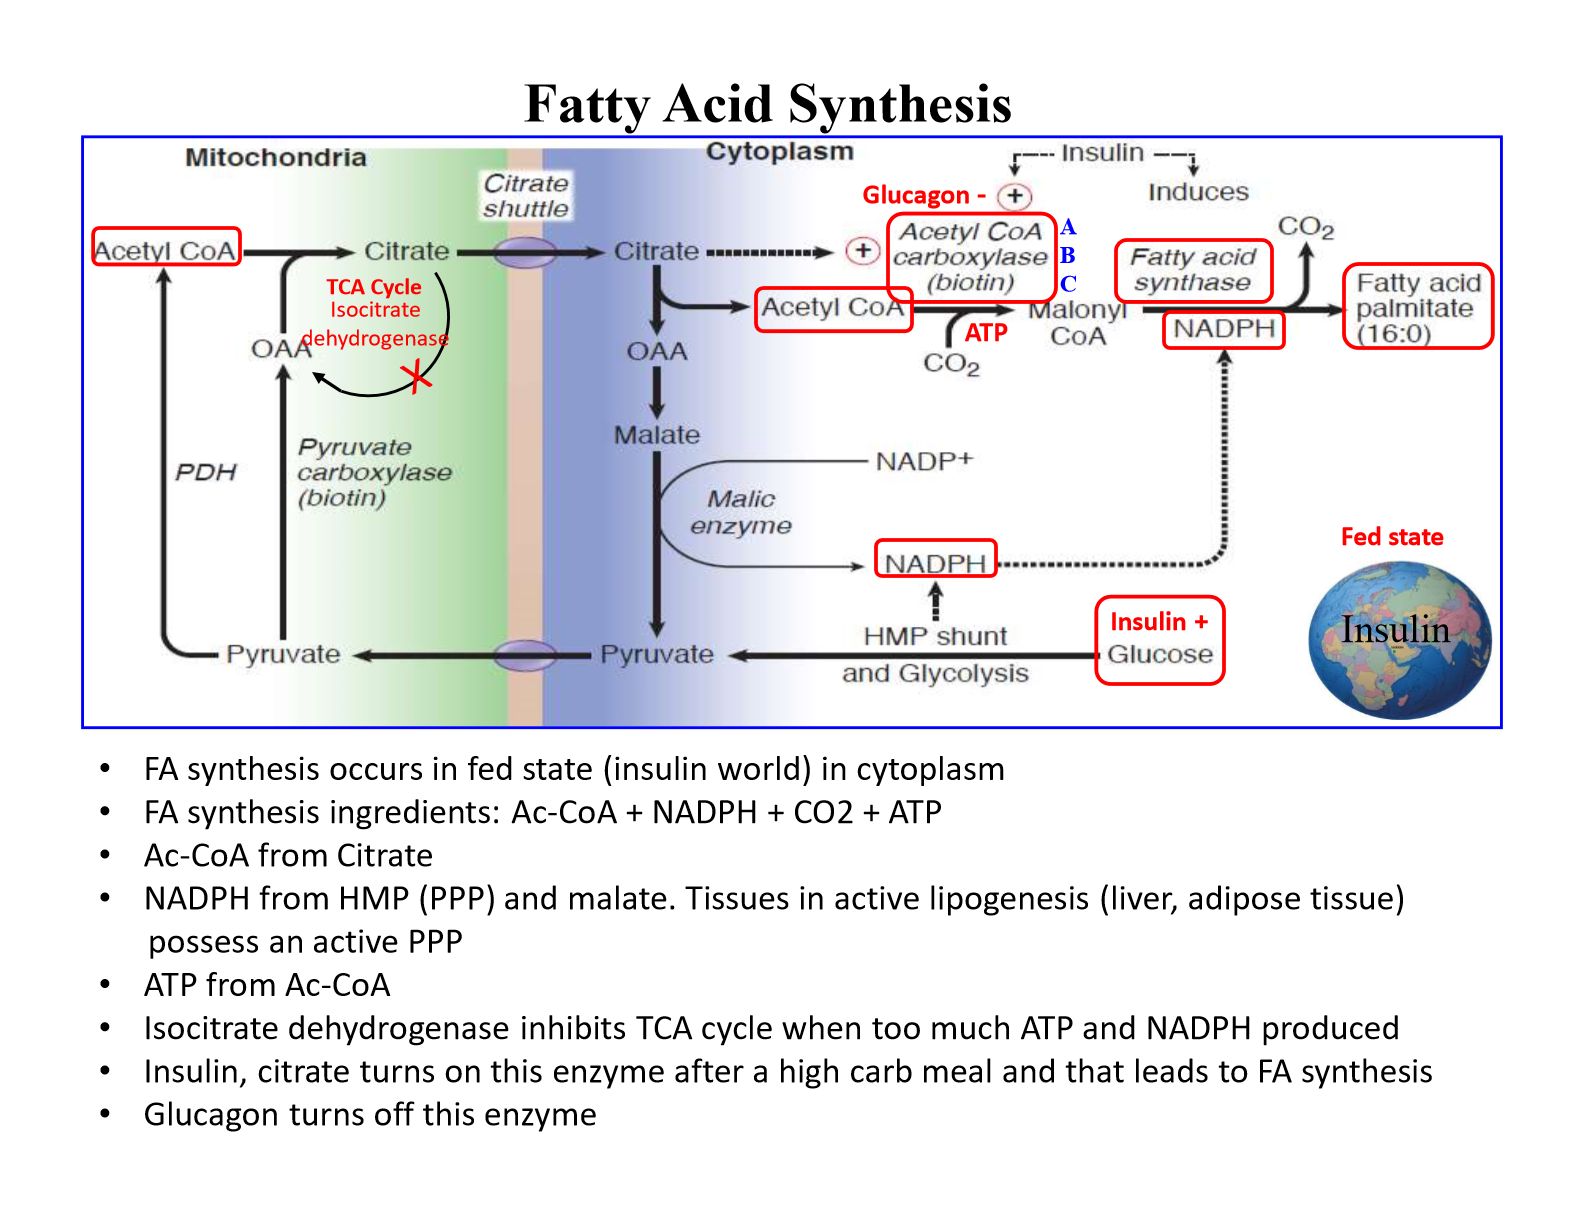 Fatty Acid Synthesis
Mitochondria
Cytoplasm
Insulin
Citrate
shuttle
Glucagon -
+
Induces
Acetyl CoA
Citrate
Citrate
+
Acetyl CoA
carboxylase
(biotin)
A
B
C
Fatty acid
synthase
CO2
TCA Cycle
Isocitrate
dehydrogenase
X
OAA
Acetyl CoA
ATP
CO2
Malonyl
CoA
NADPH
Fatty acid
palmitate
(16:0)
OAA
Malate
PDH
Pyruvate
carboxylase
(biotin)
NADP+
Malic
enzyme
NADPH
Fed state
Insulin
Pyruvate
Pyruvate
HMP shunt
and Glycolysis
Insulin +
Glucose
• FA synthesis occurs in fed state (insulin world) in cytoplasm
• FA synthesis ingredients: Ac-CoA + NADPH + CO2 + ATP
• Ac-CoA from Citrate
• NADPH from HMP (PPP) and malate. Tissues in active lipogenesis (liver, adipose tissue)
possess an active PPP
• ATP from Ac-CoA
• Isocitrate dehydrogenase inhibits TCA cycle when too much ATP and NADPH produced
• Insulin, citrate turns on this enzyme after a high carb meal and that leads to FA synthesis
• Glucagon turns off this enzyme